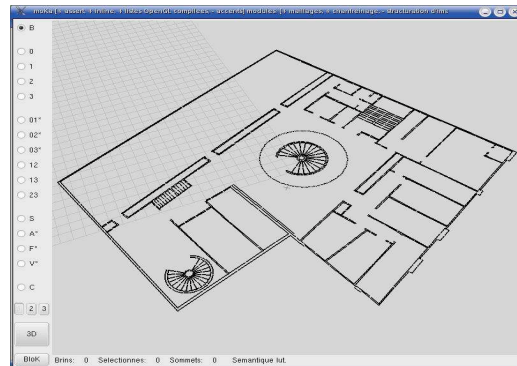 B
0
1
2
3
01*
02*
03*
12
13
23
S
A*
F*
V*
C
2 3
3D
BloK
Brins: 0 Selectionnes: 0 Sommets: 0 Semantique lut.